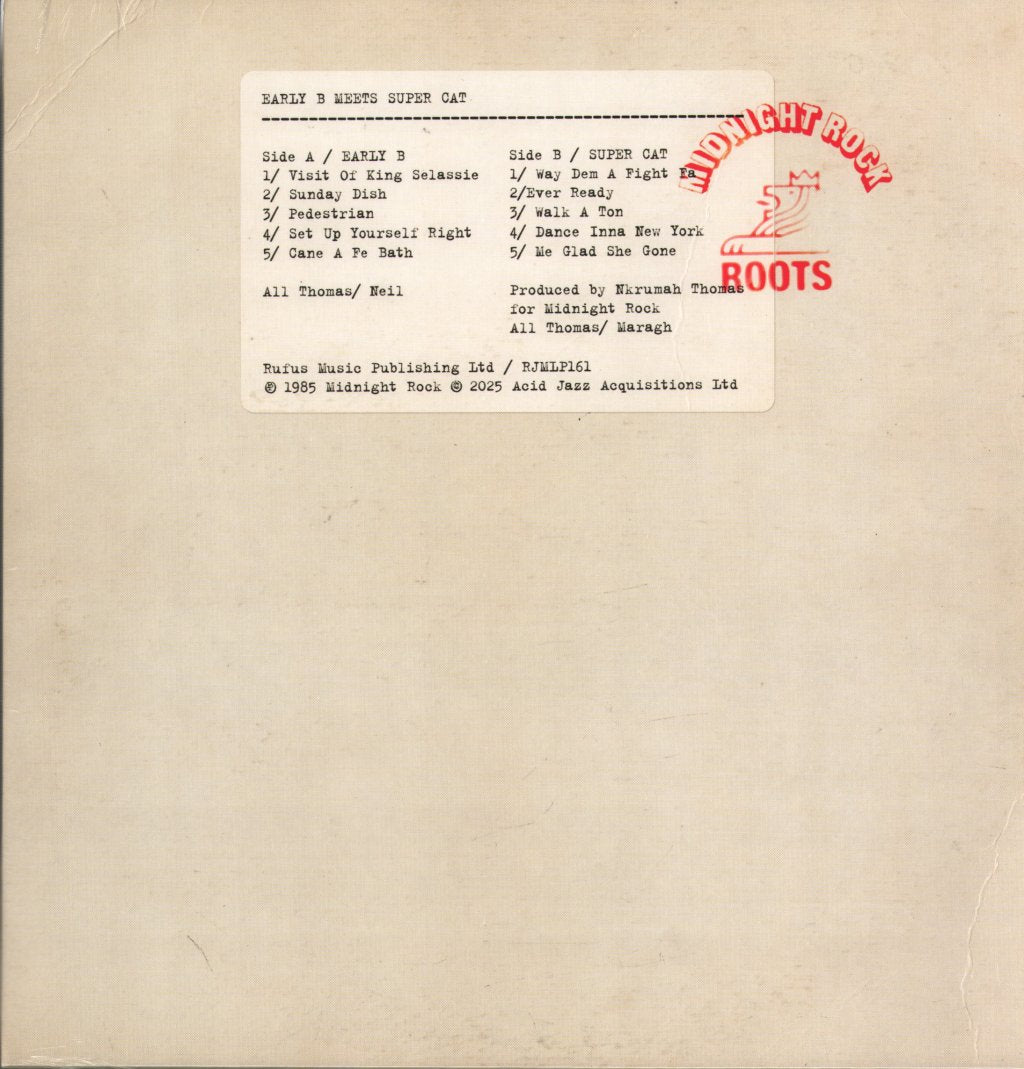 EARLY B MEETS SUPER CAT
Side A / EARLY B
1/ Visit Of King Selassie
2/ Sunday Dish
3/ Pedestrian
4/ Set Up Yourself Right
5/ Cane A Fe Bath
All Thomas/ Neil
Side B / SUPER CAT
1/ Way Dem A Fight Fa
2/Ever Ready
3/ Walk A Ton
4/ Dance Inna New York
5/ Me Glad She Gone
Produced by Nkrumah Thomas
for Midnight Rock
All Thomas/ Maragh
Rufus Music Publishing Ltd / RJMLP161
℗ 1985 Midnight Rock © 2025 Acid Jazz Acquisitions Ltd
MIDNIGHT ROCK
ROOTS